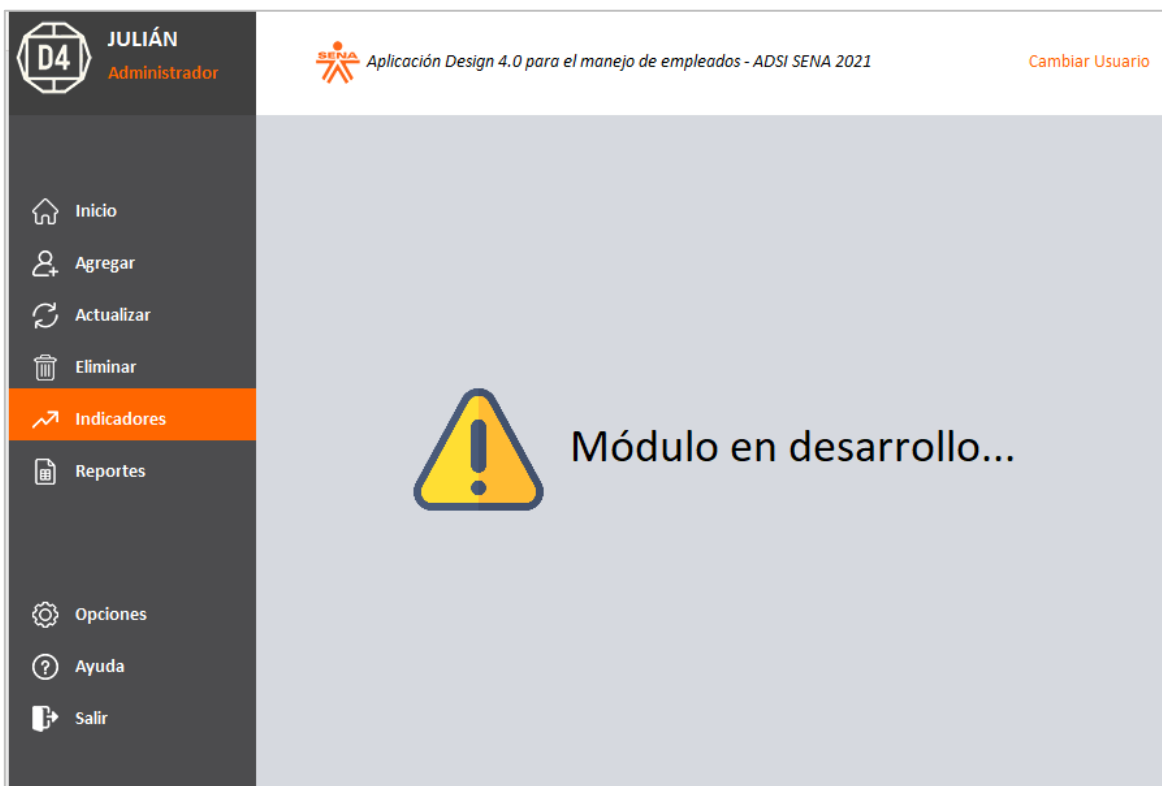 D4
JULIÁN
Administrador
SENA
Aplicación Design 4.0 para el manejo de empleados - ADSI SENA 2021
Cambiar Usuario
Inicio
Agregar
Actualizar
Eliminar
Indicadores
Reportes
Opciones
Ayuda
Salir
Módulo en desarrollo...